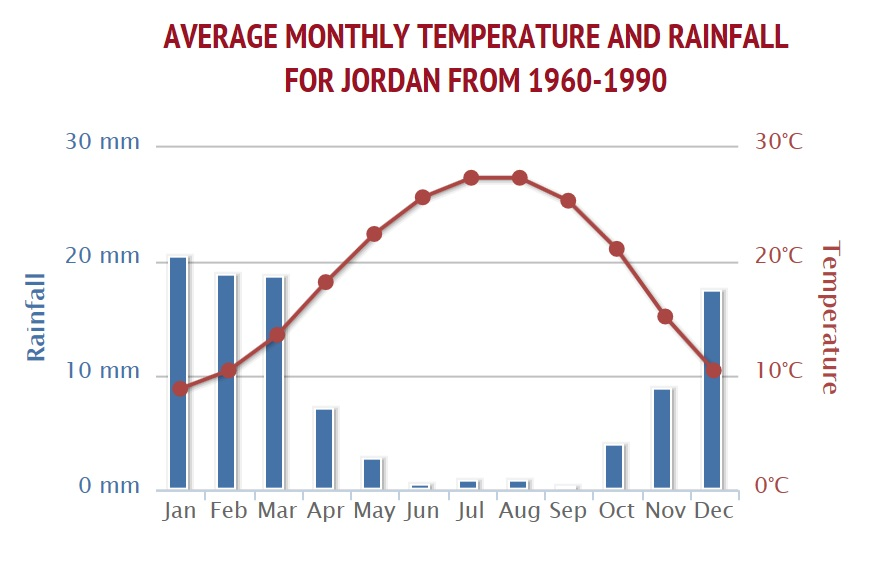 AVERAGE MONTHLY TEMPERATURE AND RAINFALL
FOR JORDAN FROM 1960-1990
30 mm
30°C
20 mm
20°C
Rainfall
Temperature
10 mm
10°C
0 mm
0°C
Jan Feb Mar Apr May Jun Jul Aug Sep Oct Nov Dec